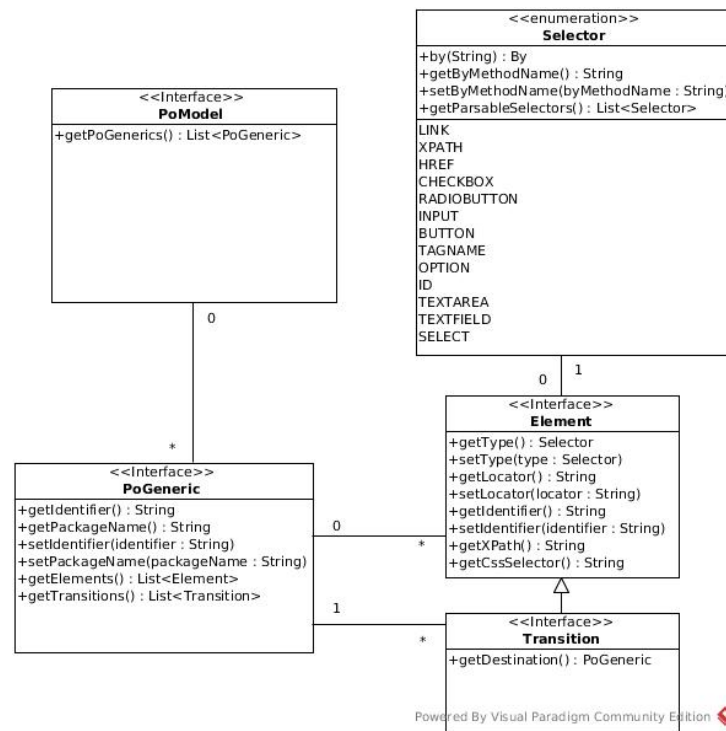 <<enumeration>>
Selector
+by(String) : By
+getByMethodName() : String
+setByMethodName(byMethodName : String)
+getParsableSelectors() : List<Selector>
LINK
XPATH
HREF
CHECKBOX
RADIOBUTTON
INPUT
BUTTON
TAGNAME
OPTION
ID
TEXTAREA
TEXTFIELD
SELECT
<<Interface>>
PoModel
+getPoGenerics() : List<PoGeneric>
0
*
1
0
<<Interface>>
Element
+getType() : Selector
+setType(type : Selector)
+getLocator() : String
+setLocator(locator : String)
+getIdentifier() : String
+setIdentifier(identifier : String)
+getXPath() : String
+getCssSelector() : String
<<Interface>>
PoGeneric
+getIdentifier() : String
+getPackageName() : String
+setIdentifier(identifier : String)
+setPackageName(packageName : String)
+getElements() : List<Element>
+getTransitions() : List<Transition>
0
*
1
*
<<Interface>>
Transition
+getDestination() : PoGeneric
Powered By Visual Paradigm Community Edition